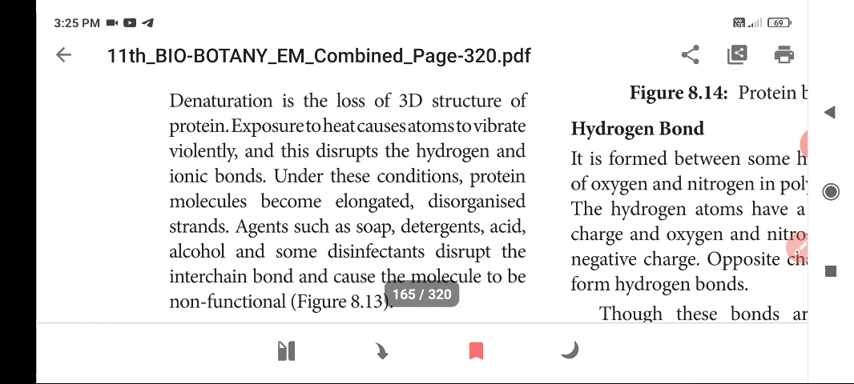 3:25 PM
69
11th_BIO-BOTANY_EM_Combined_Page-320.pdf
Denaturation is the loss of 3D structure of
protein. Exposure to heat causes atoms to vibrate
violently, and this disrupts the hydrogen and
ionic bonds. Under these conditions, protein
molecules become elongated, disorganised
strands. Agents such as soap, detergents, acid,
alcohol and some disinfectants disrupt the
interchain bond and cause the molecule to be
non-functional (Figure 8.13).
165 / 320
Figure 8.14: Protein b
Hydrogen Bond
It is formed between some h
of oxygen and nitrogen in pol
The hydrogen atoms have a
charge and oxygen and nitro
negative charge. Opposite ch
form hydrogen bonds.
Though these bonds ar